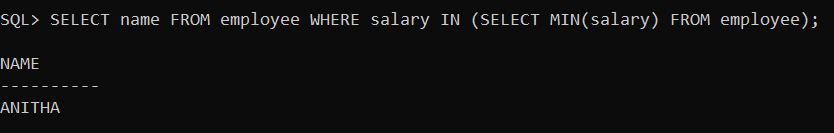 SQL> SELECT name FROM employee WHERE salary IN (SELECT MIN(salary) FROM employee);
NAME
----------
ANITHA